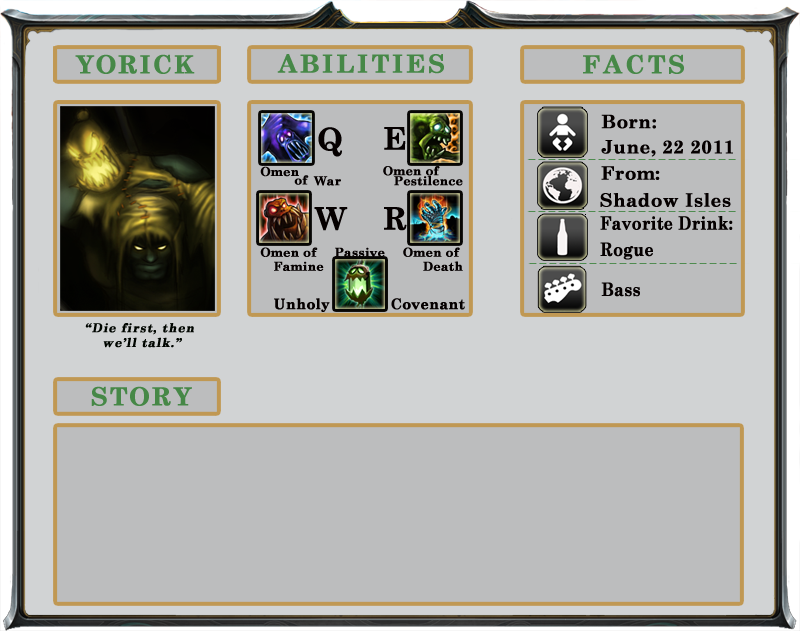 YORICK
ABILITIES
FACTS
Q
E
Omen
of War
Omen of
Pestilence
W
R
Omen of
Famine
Passive
Omen of
Death
Unholy
Covenant
Born:
June, 22 2011
From:
Shadow Isles
Favorite Drink:
Rogue
Bass
“Die first, then
we’ll talk.”
STORY